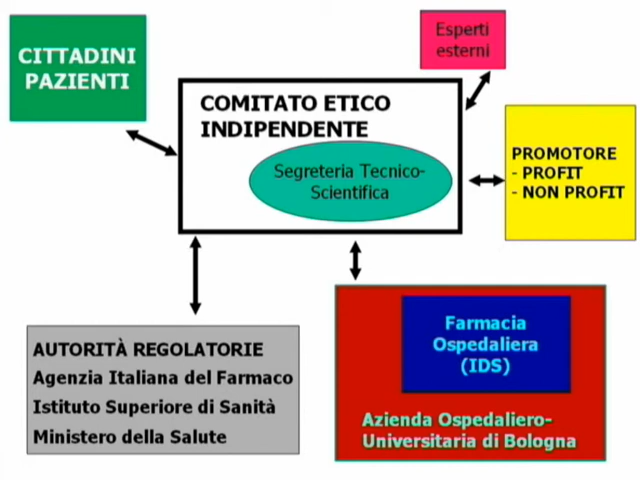 CITTADINI
PAZIENTI
Esperti
esterni
COMITATO ETICO
INDIPENDENTE
Segreteria Tecnico-
Scientifica
PROMOTORE
- PROFIT
- NON PROFIT
AUTORITÀ REGOLATORIE
Agenzia Italiana del Farmaco
Istituto Superiore di Sanità
Ministero della Salute
Farmacia
Ospedaliera
(IDS)
Azienda Ospedaliero-
Universitaria di Bologna